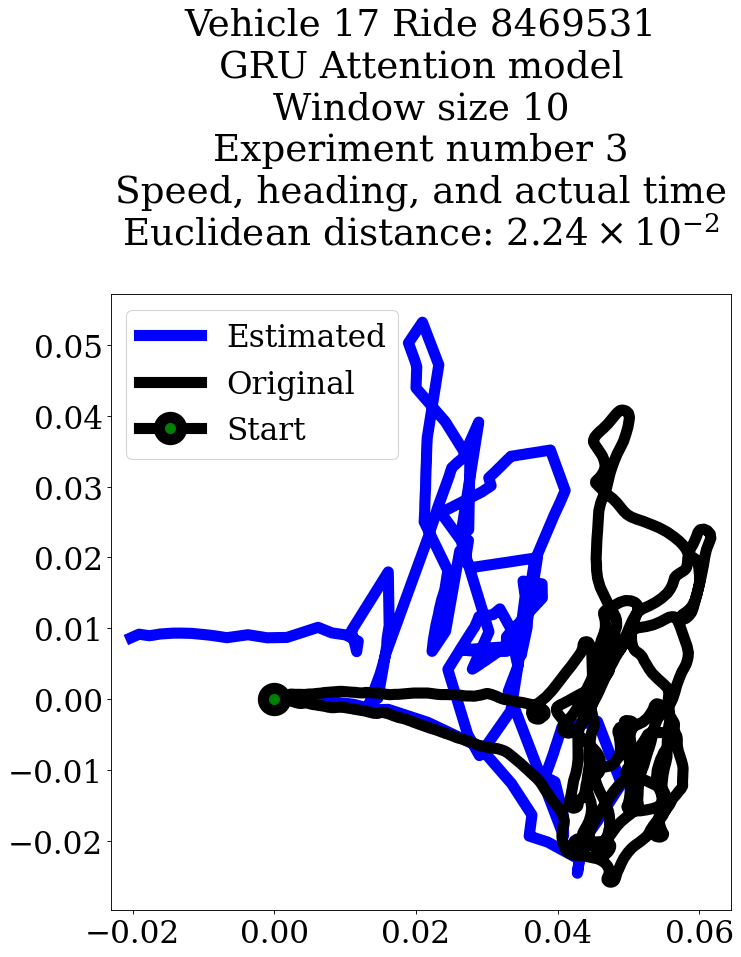 Vehicle 17 Ride 8469531
GRU Attention model
Window size 10
Experiment number 3
Speed, heading, and actual time
Euclidean distance: 2.24 × 10⁻²
Estimated
Original
Start
0.05
0.04
0.03
0.02
0.01
0.00
−0.01
−0.02
−0.02 0.00 0.02 0.04 0.06